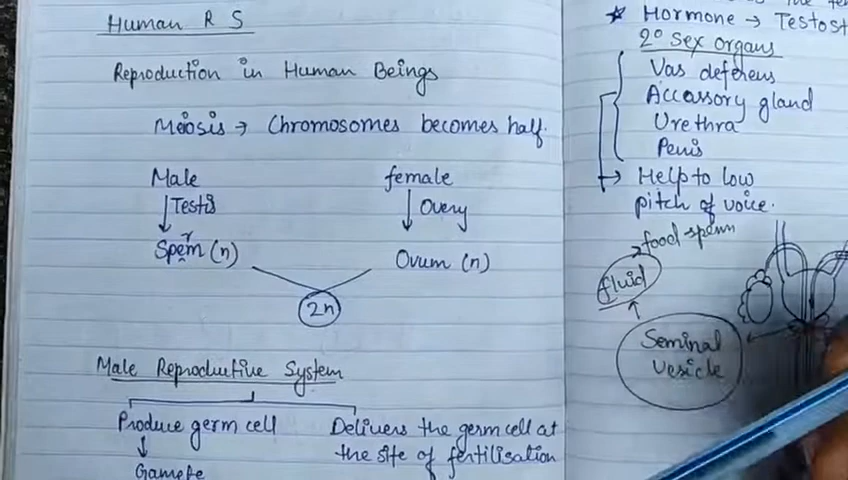 Human R S
Reproduction in Human Beings
Meiosis → Chromosomes becomes half.
Male female
Testis Overy
Sperm (n) Ovum (n)
2n
Male Reproductive System
Produce germ cell Delivers the germ cell at
the site of fertilisation
Gamete
★ Hormone → Testost
2° Sex organs
Vas deferens
Accassory gland
Urethra
Penis
→ Help to low
pitch of voice.
food sperm
fluid
Seminal
vesicle